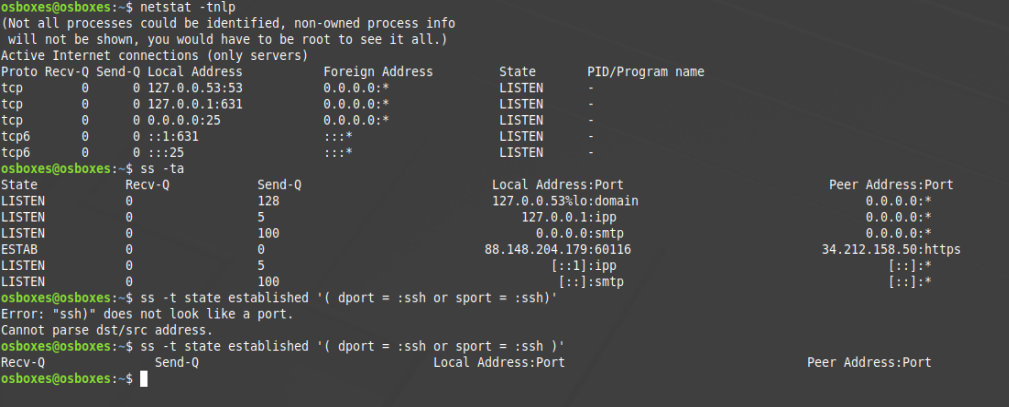 osboxes@osboxes:~$ netstat -tnlp
(Not all processes could be identified, non-owned process info
 will not be shown, you would have to be root to see it all.)
Active Internet connections (only servers)
Proto Recv-Q Send-Q Local Address           Foreign Address         State       PID/Program name
tcp        0      0 127.0.0.53:53           0.0.0.0:*               LISTEN      -
tcp        0      0 127.0.0.1:631           0.0.0.0:*               LISTEN      -
tcp        0      0 0.0.0.0:25              0.0.0.0:*               LISTEN      -
tcp6       0      0 ::1:631                 :::*                    LISTEN      -
tcp6       0      0 :::25                   :::*                    LISTEN      -
osboxes@osboxes:~$ ss -ta
State            Recv-Q            Send-Q                          Local Address:Port                            Peer Address:Port
LISTEN           0                 128                             127.0.0.53%lo:domain                               0.0.0.0:*
LISTEN           0                 5                                   127.0.0.1:ipp                                  0.0.0.0:*
LISTEN           0                 100                                   0.0.0.0:smtp                                 0.0.0.0:*
ESTAB            0                 0                              88.148.204.179:60116                          34.212.158.50:https
LISTEN           0                 5                                       [::1]:ipp                                     [::]:*
LISTEN           0                 100                                      [::]:smtp                                    [::]:*
osboxes@osboxes:~$ ss -t state established '( dport = :ssh or sport = :ssh)'
Error: "ssh)" does not look like a port.
Cannot parse dst/src address.
osboxes@osboxes:~$ ss -t state established '( dport = :ssh or sport = :ssh )'
Recv-Q               Send-Q                                Local Address:Port                                 Peer Address:Port
osboxes@osboxes:~$